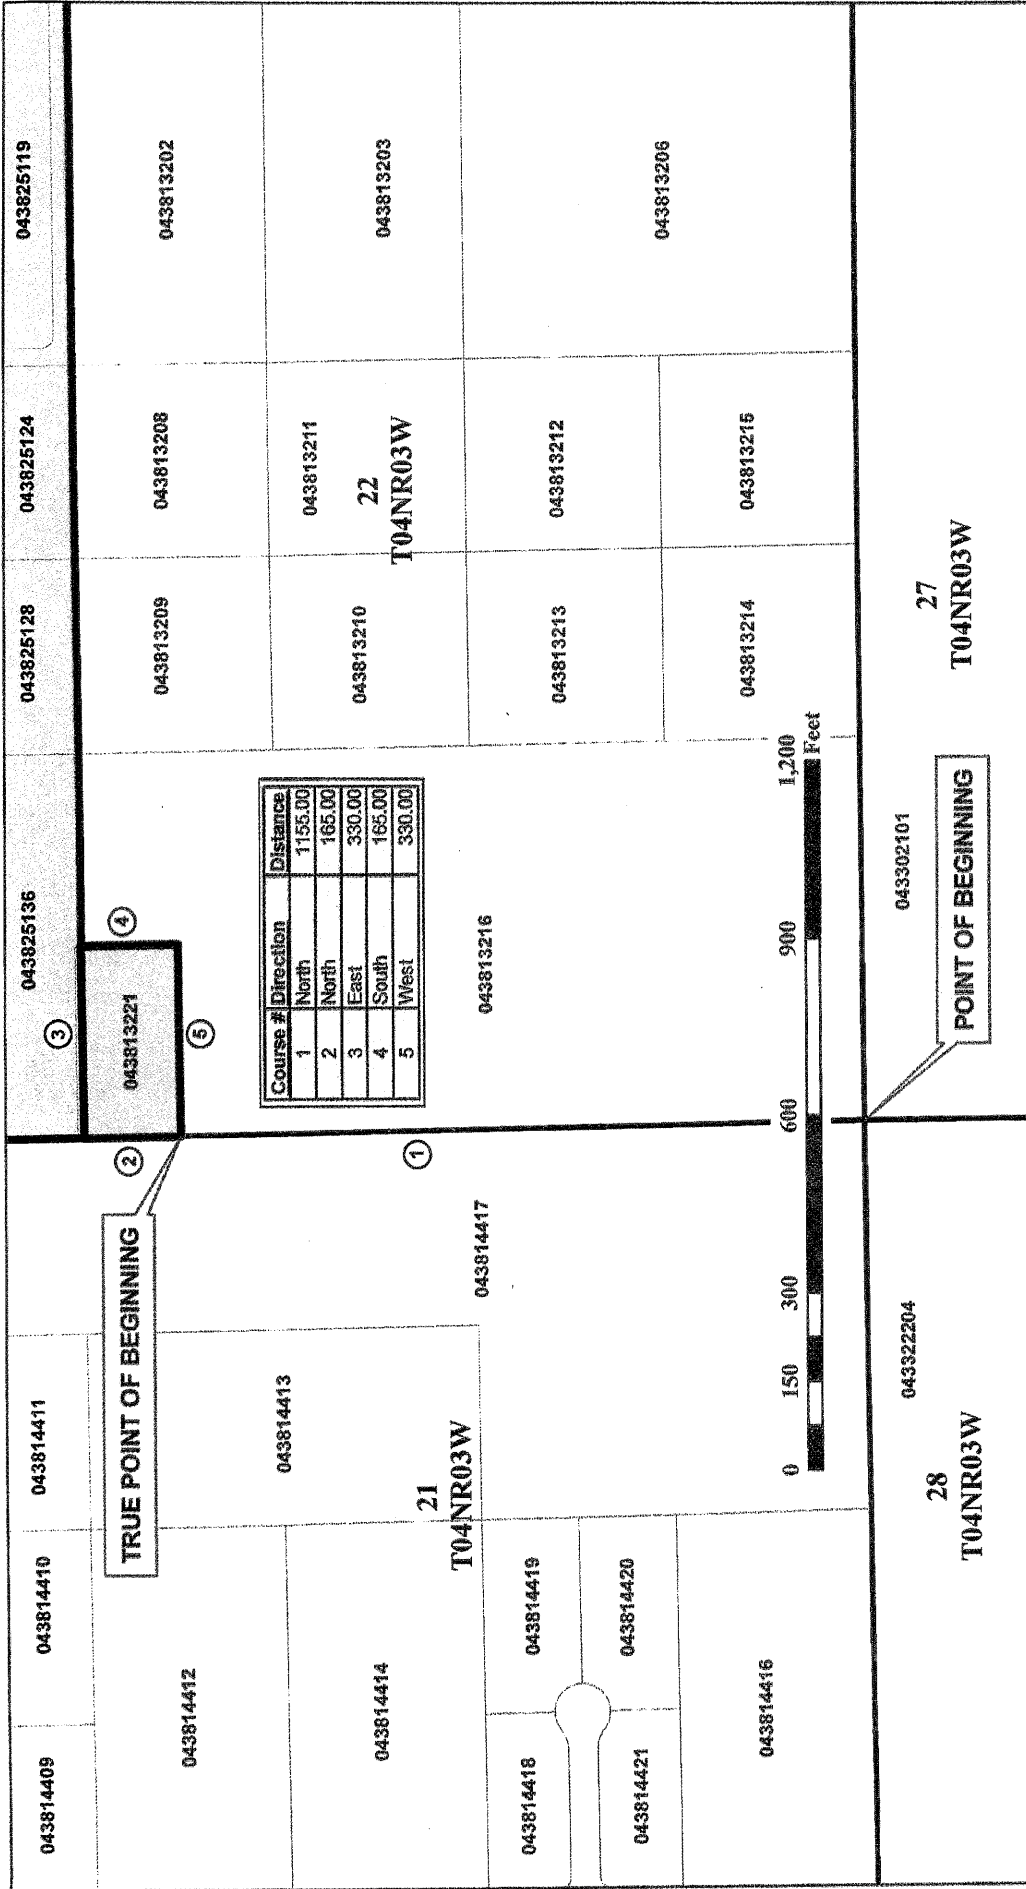 043814409
043814410
043814411
043825136
043825128
043825124
043825119
TRUE POINT OF BEGINNING
2
3
043813221
4
5
043814412
043813209
043813208
043813202
043814413
Course # Direction Distance
1 North 1155.00
2 North 165.00
3 East 330.00
4 South 165.00
5 West 330.00
043813210
043813211
043813203
22
T04NR03W
043814414
21
T04NR03W
1
043814417
043813216
043814418
043814419
043813213
043813212
043813206
043814421
043814420
043814416
043813214
043813215
0 150 300 600 900 1,200
Feet
043322204
043302101
28
T04NR03W
27
T04NR03W
POINT OF BEGINNING